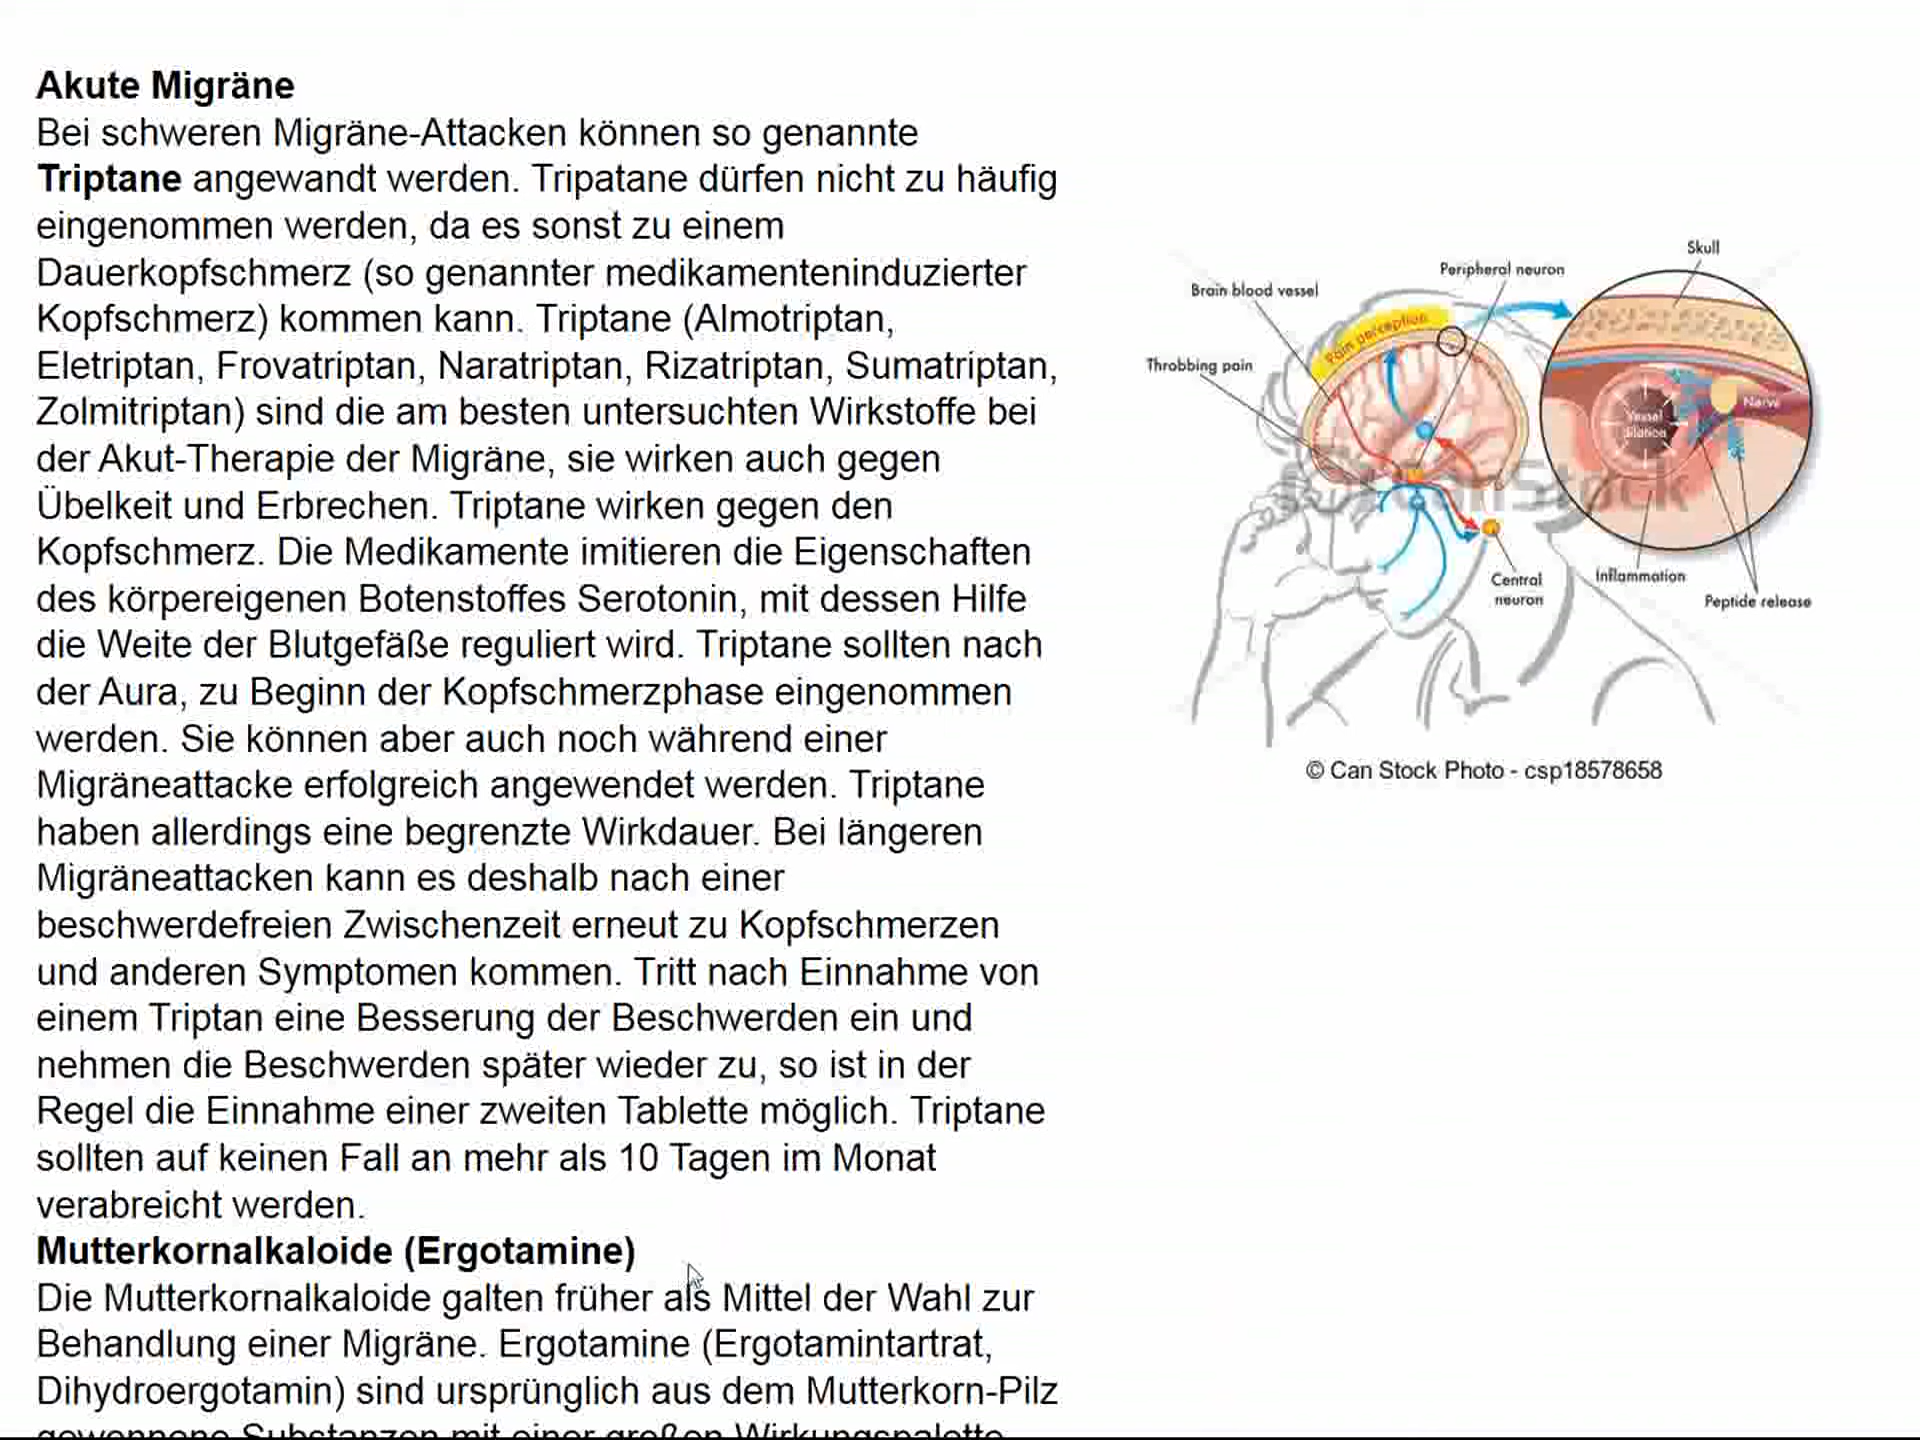 Akute Migräne
Bei schweren Migräne-Attacken können so genannte
Triptane angewandt werden. Tripatane dürfen nicht zu häufig
eingenommen werden, da es sonst zu einem
Dauerkopfschmerz (so genannter medikamenteninduzierter
Kopfschmerz) kommen kann. Triptane (Almotriptan,
Eletriptan, Frovatriptan, Naratriptan, Rizatriptan, Sumatriptan,
Zolmitriptan) sind die am besten untersuchten Wirkstoffe bei
der Akut-Therapie der Migräne, sie wirken auch gegen
Übelkeit und Erbrechen. Triptane wirken gegen den
Kopfschmerz. Die Medikamente imitieren die Eigenschaften
des körpereigenen Botenstoffes Serotonin, mit dessen Hilfe
die Weite der Blutgefäße reguliert wird. Triptane sollten nach
der Aura, zu Beginn der Kopfschmerzphase eingenommen
werden. Sie können aber auch noch während einer
Migräneattacke erfolgreich angewendet werden. Triptane
haben allerdings eine begrenzte Wirkdauer. Bei längeren
Migräneattacken kann es deshalb nach einer
beschwerdefreien Zwischenzeit erneut zu Kopfschmerzen
und anderen Symptomen kommen. Tritt nach Einnahme von
einem Triptan eine Besserung der Beschwerden ein und
nehmen die Beschwerden später wieder zu, so ist in der
Regel die Einnahme einer zweiten Tablette möglich. Triptane
sollten auf keinen Fall an mehr als 10 Tagen im Monat
verabreicht werden.
Mutterkornalkaloide (Ergotamine)
Die Mutterkornalkaloide galten früher als Mittel der Wahl zur
Behandlung einer Migräne. Ergotamine (Ergotamintartrat,
Dihydroergotamin) sind ursprünglich aus dem Mutterkorn-Pilz
gewonnene Substanzen mit einer großen Wirkungspalette
Skull
Peripheral neuron
Brain blood vessel
Pain perception
Throbbing pain
Nerve
Vessel
dilation
CanStock
Central
neuron
Inflammation
Peptide release
© Can Stock Photo - csp18578658